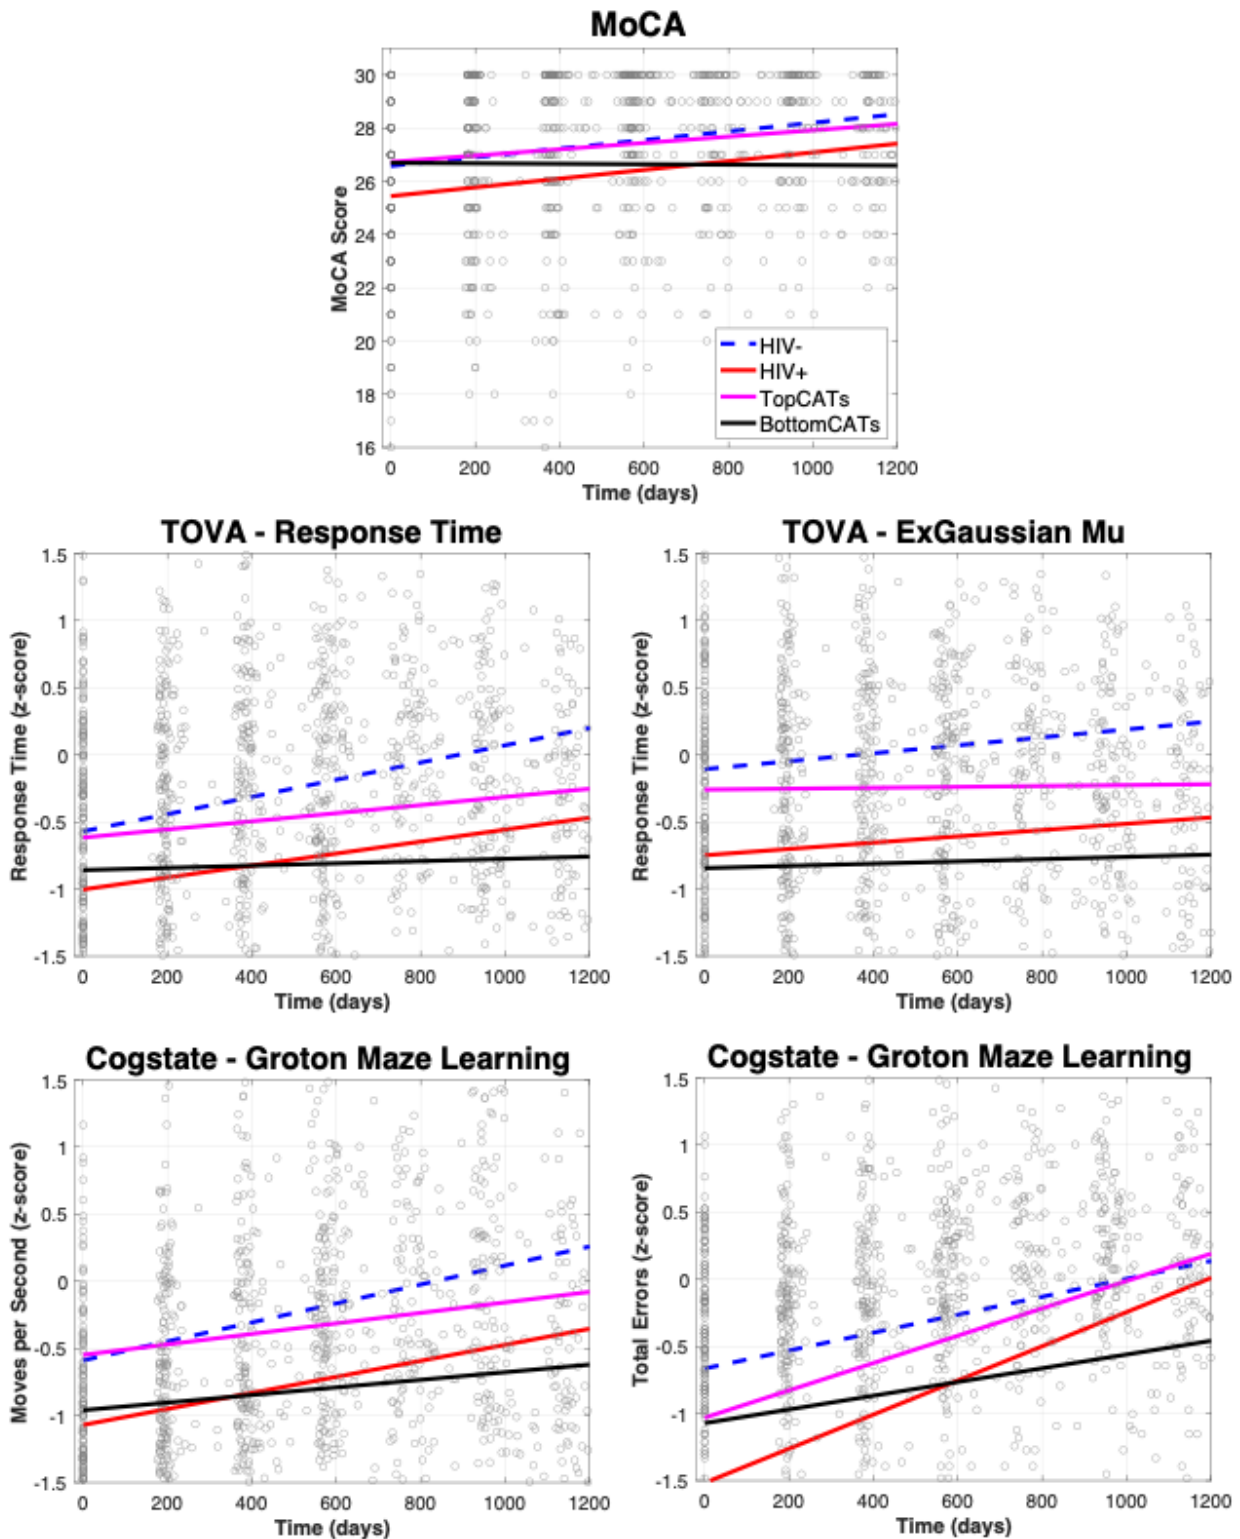 MoCA
30
28
26
24
22
20
18
16
MoCA Score
HIV-
HIV+
TopCATs
BottomCATs
0 200 400 600 800 1000 1200
Time (days)
TOVA - Response Time
1.5
1
0.5
0
-0.5
-1
-1.5
Response Time (z-score)
0 200 400 600 800 1000 1200
Time (days)
TOVA - ExGaussian Mu
1.5
1
0.5
0
-0.5
-1
-1.5
Response Time (z-score)
0 200 400 600 800 1000 1200
Time (days)
Cogstate - Groton Maze Learning
1.5
1
0.5
0
-0.5
-1
-1.5
Moves per Second (z-score)
0 200 400 600 800 1000 1200
Time (days)
Cogstate - Groton Maze Learning
1.5
1
0.5
0
-0.5
-1
-1.5
Total Errors (z-score)
0 200 400 600 800 1000 1200
Time (days)